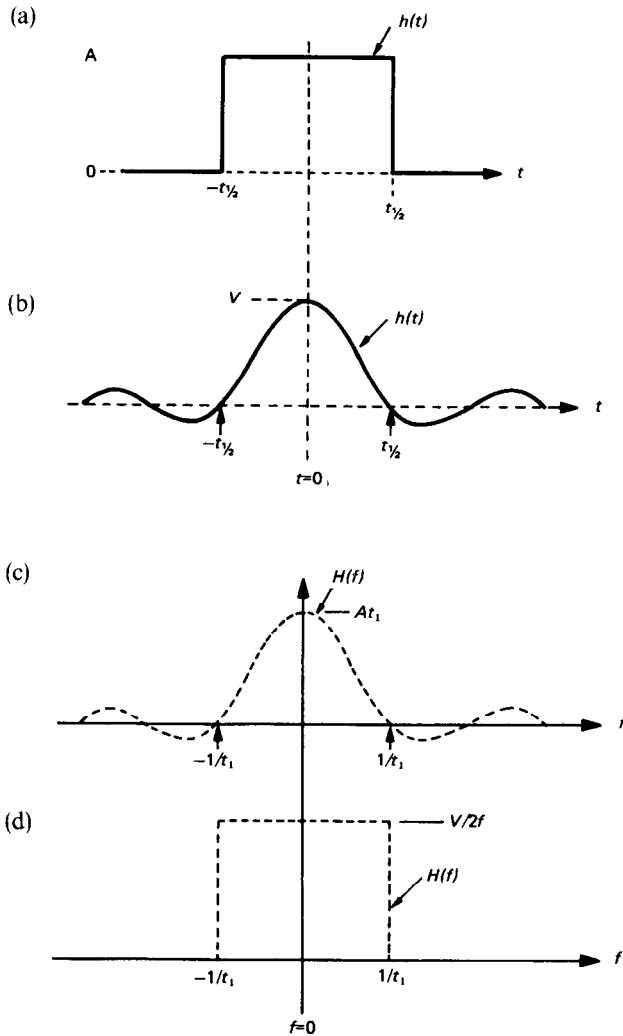 (a)
h(t)
A
0
t
−t½
t½
(b)
V
h(t)
t
−t½
t½
t=0
(c)
H(f)
At₁
f
−1/t₁
1/t₁
(d)
V/2f
H(f)
f
−1/t₁
1/t₁
f=0